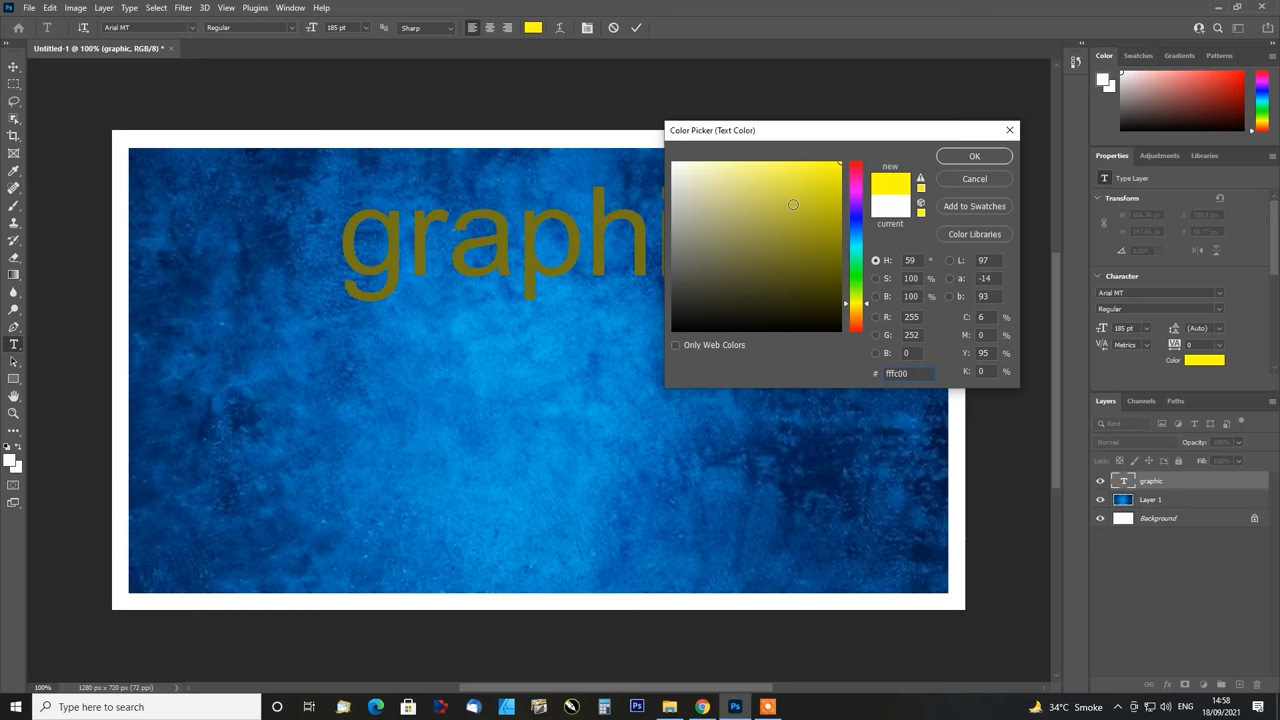 File Edit Image Layer Type Select Filter 3D View Plugins Window Help
Arial MT Regular 185 pt Sharp
Untitled-1 @ 100% (graphic, RGB/8) *
graphi
Color Picker (Text Color)
new
current
OK
Cancel
Add to Swatches
Color Libraries
H: 59 °
S: 100 %
B: 100 %
R: 255
G: 252
B: 0
# fffc00
L: 97
a: -14
b: 93
C: 6 %
M: 0 %
Y: 95 %
K: 0 %
Only Web Colors
Color Swatches Gradients Patterns
Properties Adjustments Libraries
Type Layer
Transform
Character
Arial MT
Regular
185 pt (Auto)
Metrics 0
Color
Layers Channels Paths
Kind
Normal Opacity: 100%
Lock: Fill: 100%
graphic
Layer 1
Background
100% 1280 px x 720 px (72 ppi)
Type here to search
34°C Smoke ENG
14:58
18/09/2021